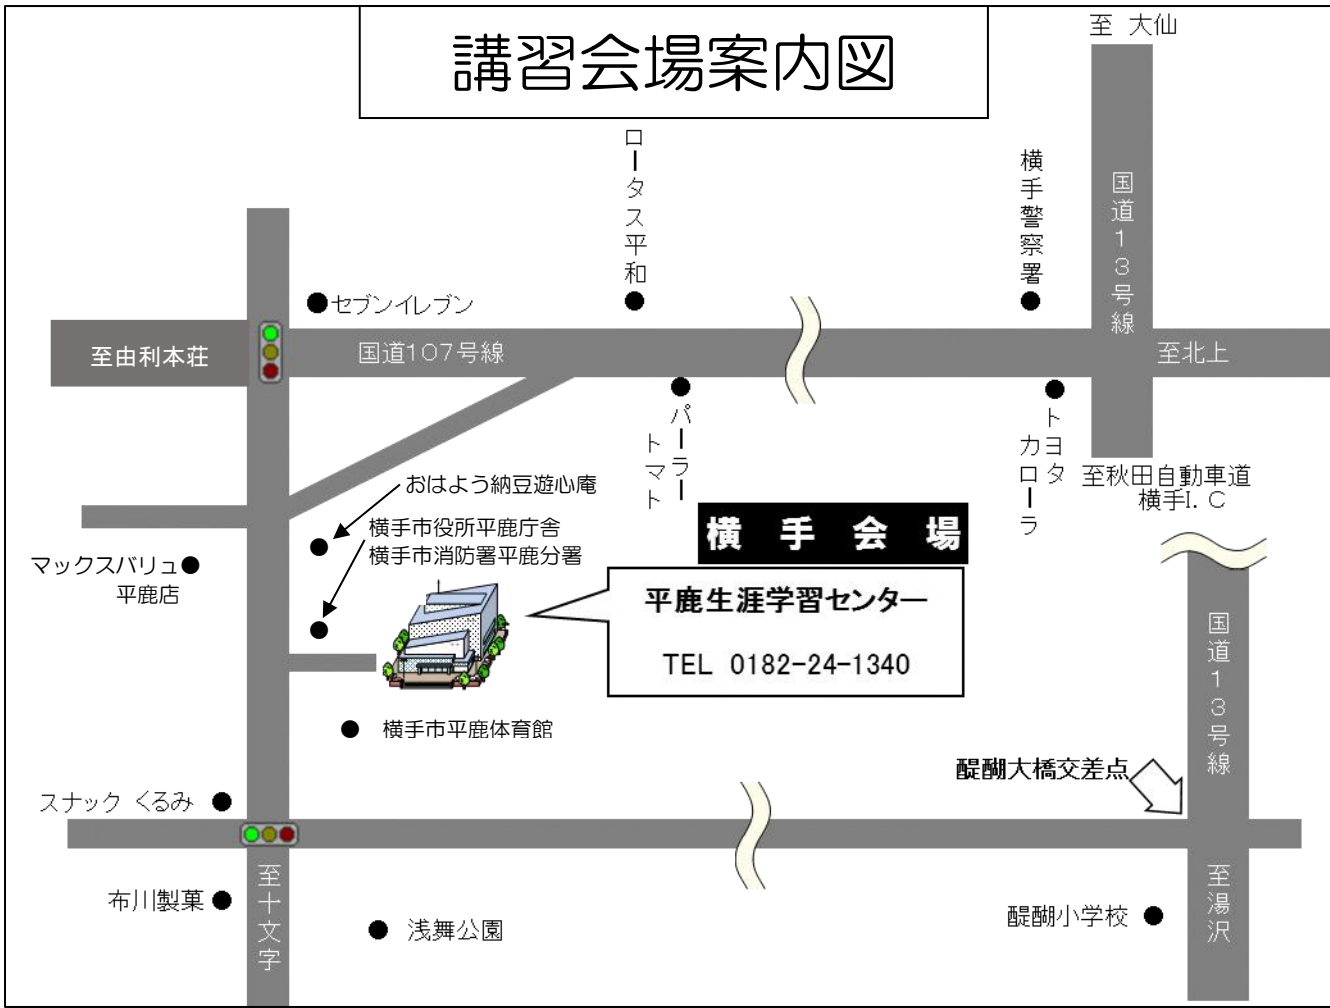 講習会場案内図
至 大仙
ロータス平和
横手警察署
国道13号線
セブンイレブン
至由利本荘
国道107号線
至北上
パーラー
トマト
トヨタ
カローラ
至秋田自動車道
横手I. C
おはよう納豆遊心庵
横手市役所平鹿庁舎
横手市消防署平鹿分署
横 手 会 場
マックスバリュ
平鹿店
平鹿生涯学習センター
TEL 0182-24-1340
国道13号線
横手市平鹿体育館
醍醐大橋交差点
スナック くるみ
布川製菓
至十文字
浅舞公園
醍醐小学校
至湯沢